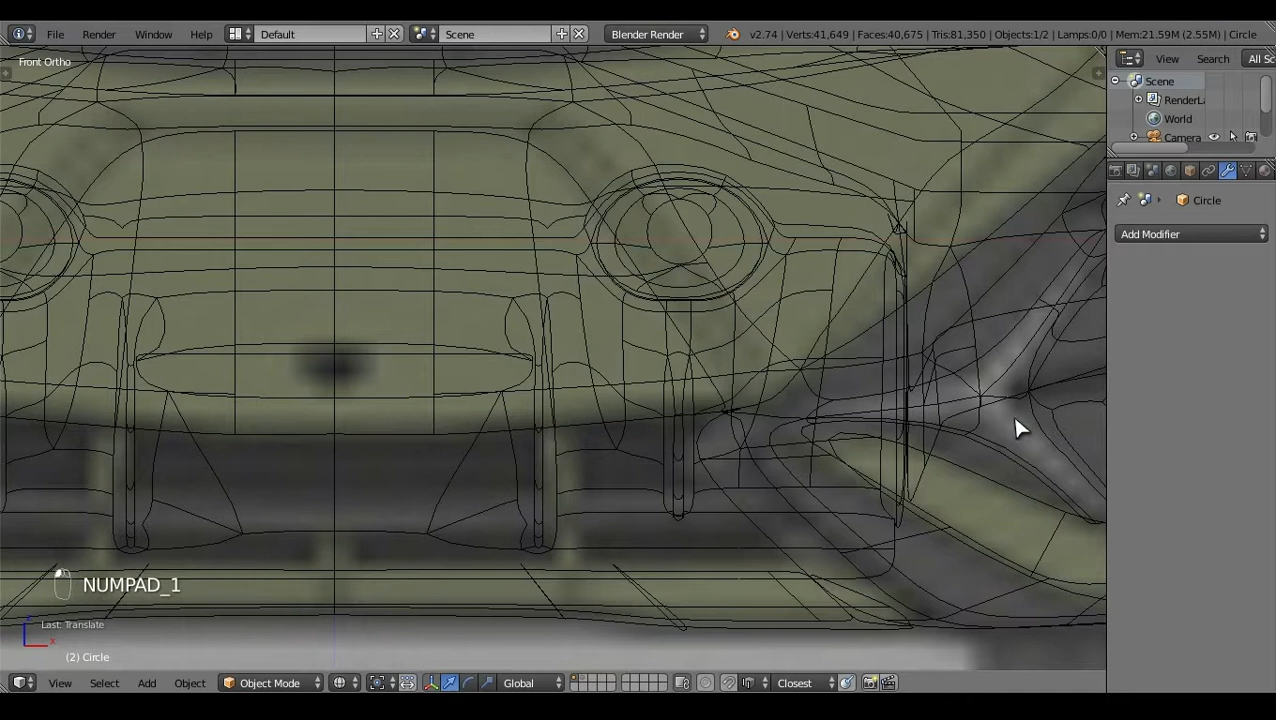 File Render Window Help Default Scene Blender Render v2.74 | Verts:41,649 | Faces:40,675 | Tris:81,350 | Objects:1/2 | Lamps:0/0 | Mem:21.59M (2.55M) | Circle
Front Ortho
View Search All Sc
Scene
RenderLa
World
Camera
Circle
Add Modifier
NUMPAD_1
Last: Translate
z
x
(2) Circle
View Select Add Object Object Mode Global Closest